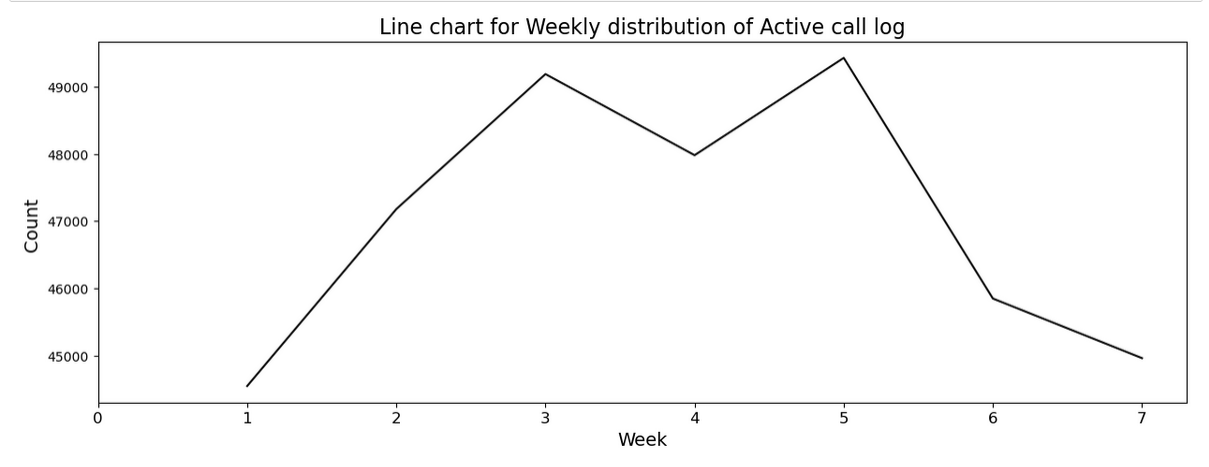 Line chart for Weekly distribution of Active call log
49000
48000
47000
46000
45000
Count
0 1 2 3 4 5 6 7
Week